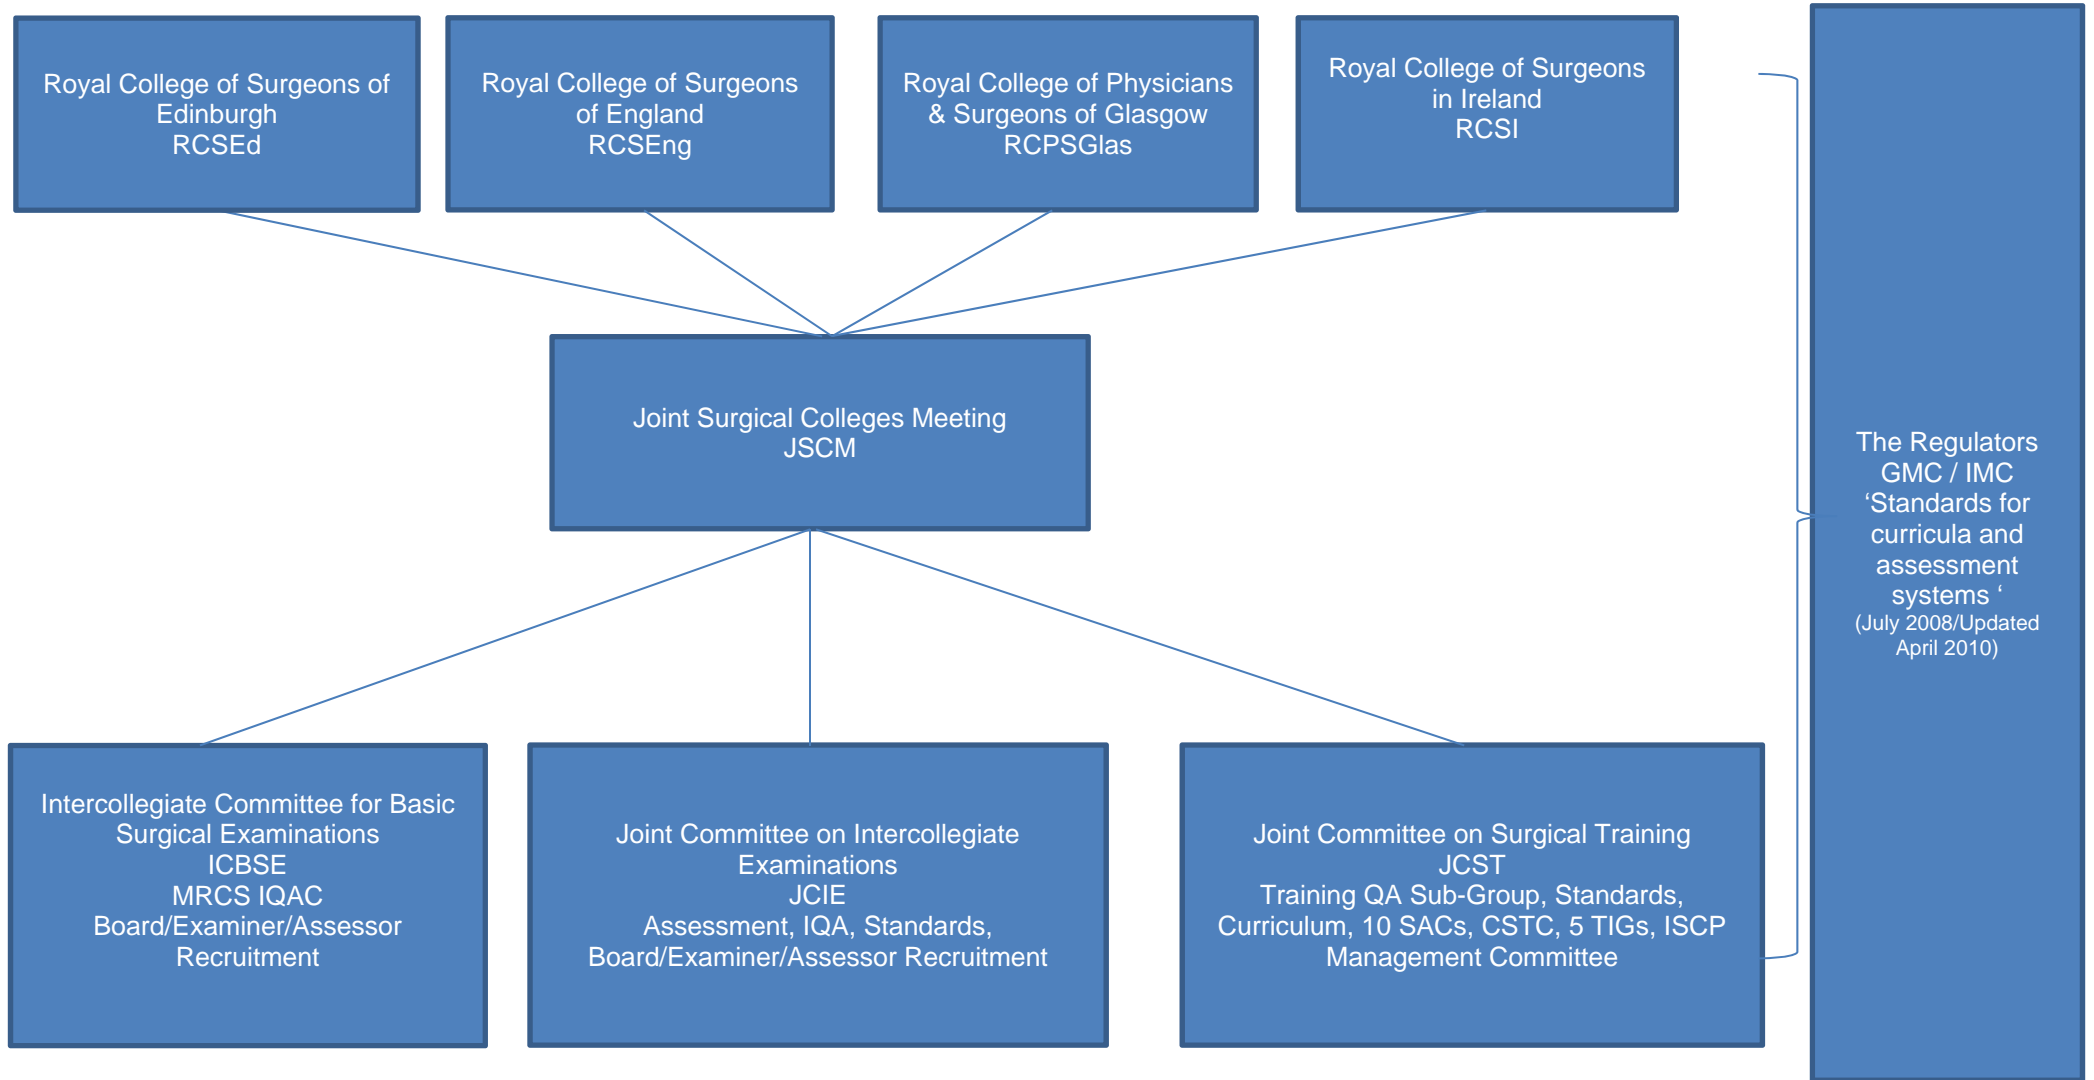 Royal College of Surgeons of
Edinburgh
RCSEd
Royal College of Surgeons
of England
RCSEng
Royal College of Physicians
& Surgeons of Glasgow
RCPSGlas
Royal College of Surgeons
in Ireland
RCSI
Joint Surgical Colleges Meeting
JSCM
The Regulators
GMC / IMC
‘Standards for
curricula and
assessment
systems ‘
(July 2008/Updated
April 2010)
Intercollegiate Committee for Basic
Surgical Examinations
ICBSE
MRCS IQAC
Board/Examiner/Assessor
Recruitment
Joint Committee on Intercollegiate
Examinations
JCIE
Assessment, IQA, Standards,
Board/Examiner/Assessor Recruitment
Joint Committee on Surgical Training
JCST
Training QA Sub-Group, Standards,
Curriculum, 10 SACs, CSTC, 5 TIGs, ISCP
Management Committee